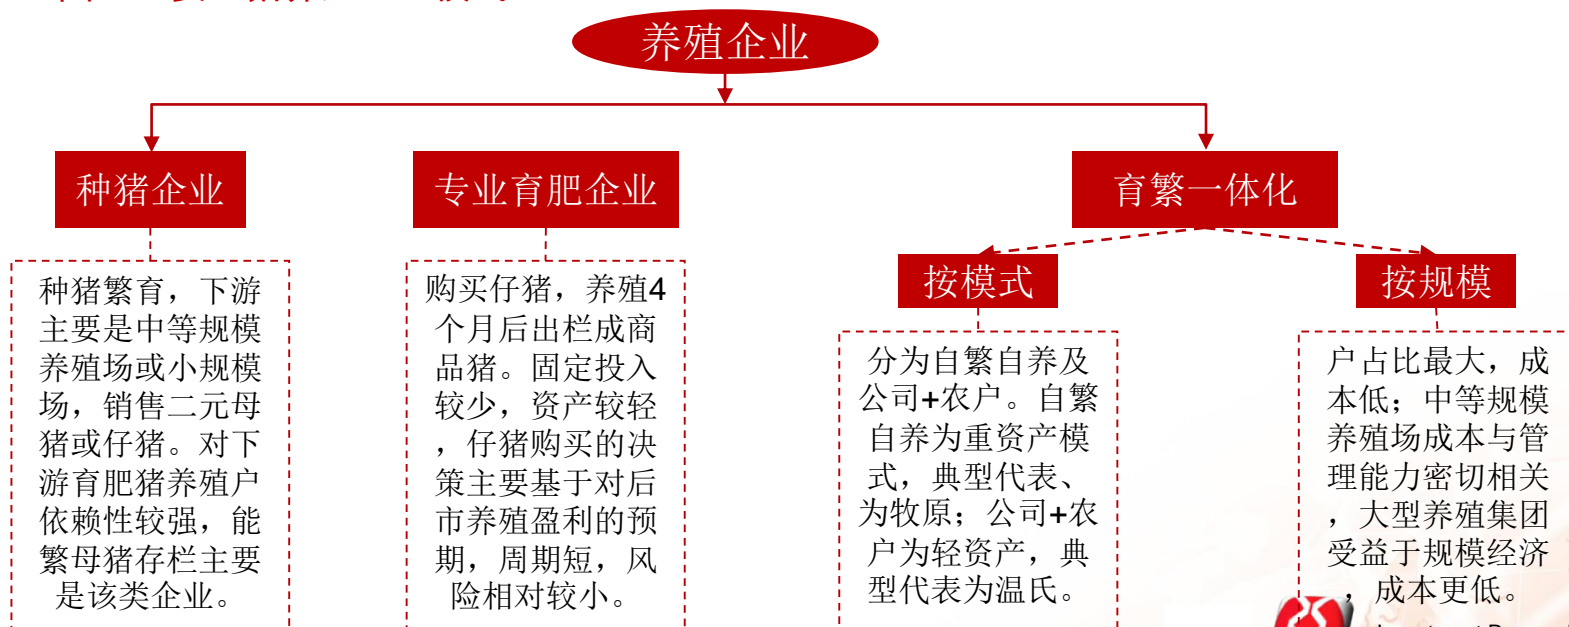 养殖企业
种猪企业
专业育肥企业
育繁一体化
按模式
按规模
种猪繁育，下游
主要是中等规模
养殖场或小规模
场，销售二元母
猪或仔猪。对下
游育肥猪养殖户
依赖性较强，能
繁母猪存栏主要
是该类企业。
购买仔猪，养殖4
个月后出栏成商
品猪。固定投入
较少，资产较轻
，仔猪购买的决
策主要基于对后
市养殖盈利的预
期，周期短，风
险相对较小。
分为自繁自养及
公司+农户。自繁
自养为重资产模
式，典型代表、
为牧原；公司+农
户为轻资产，典
型代表为温氏。
户占比最大，成
本低；中等规模
养殖场成本与管
理能力密切相关
，大型养殖集团
受益于规模经济
，成本更低。